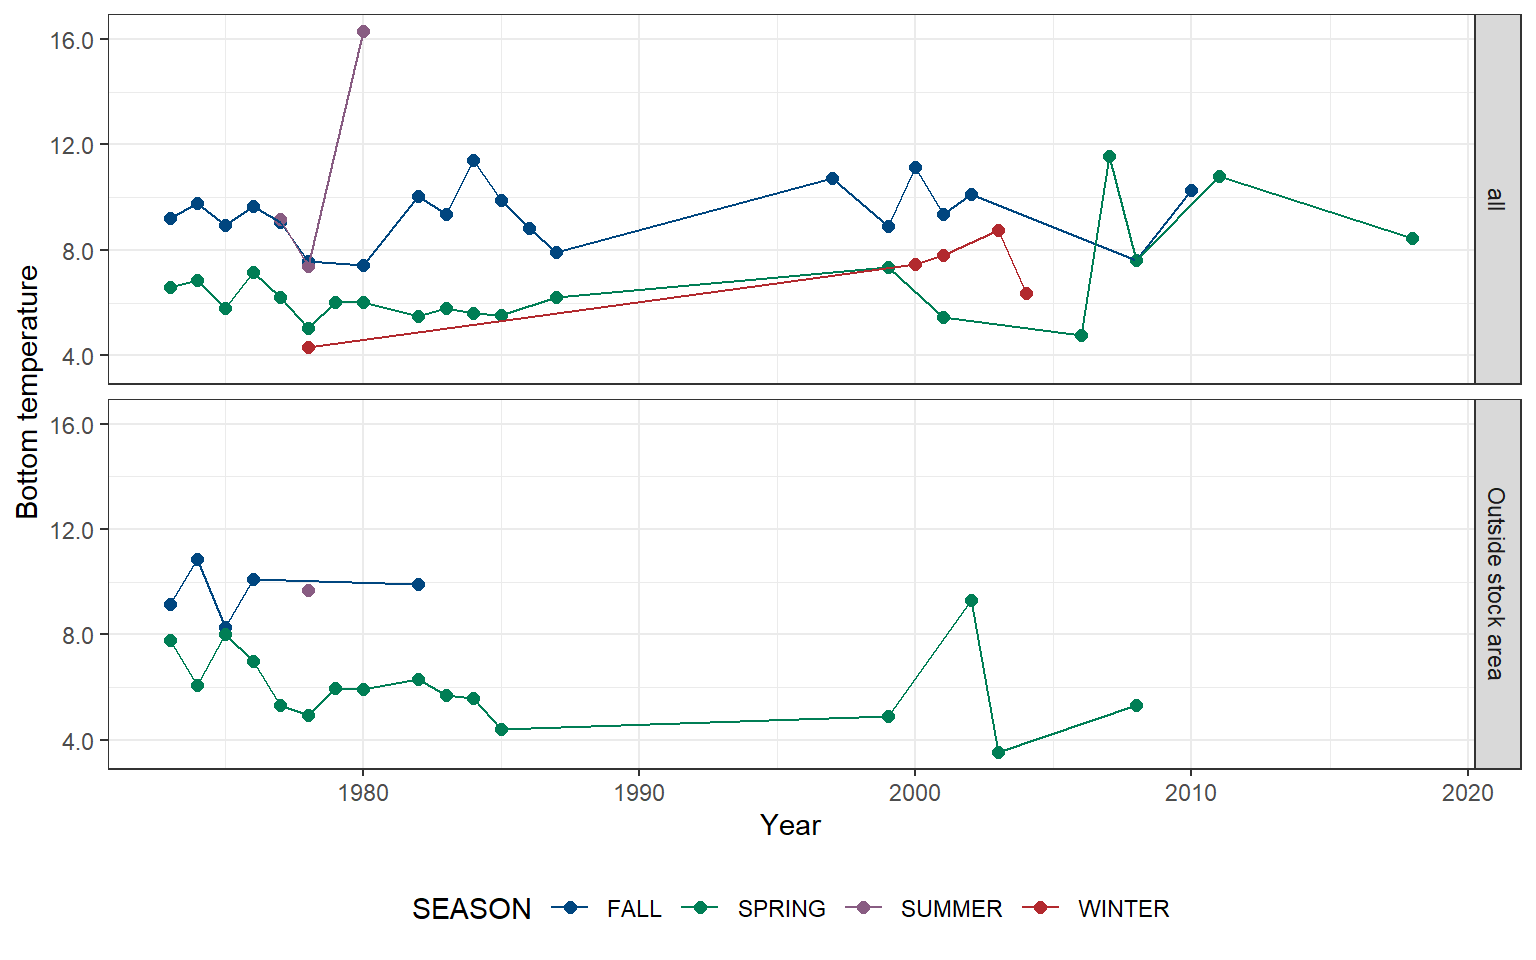 16.0
12.0
8.0
4.0
all
Bottom temperature
16.0
12.0
8.0
4.0
Outside stock area
1980 1990 2000 2010 2020
Year
SEASON FALL SPRING SUMMER WINTER